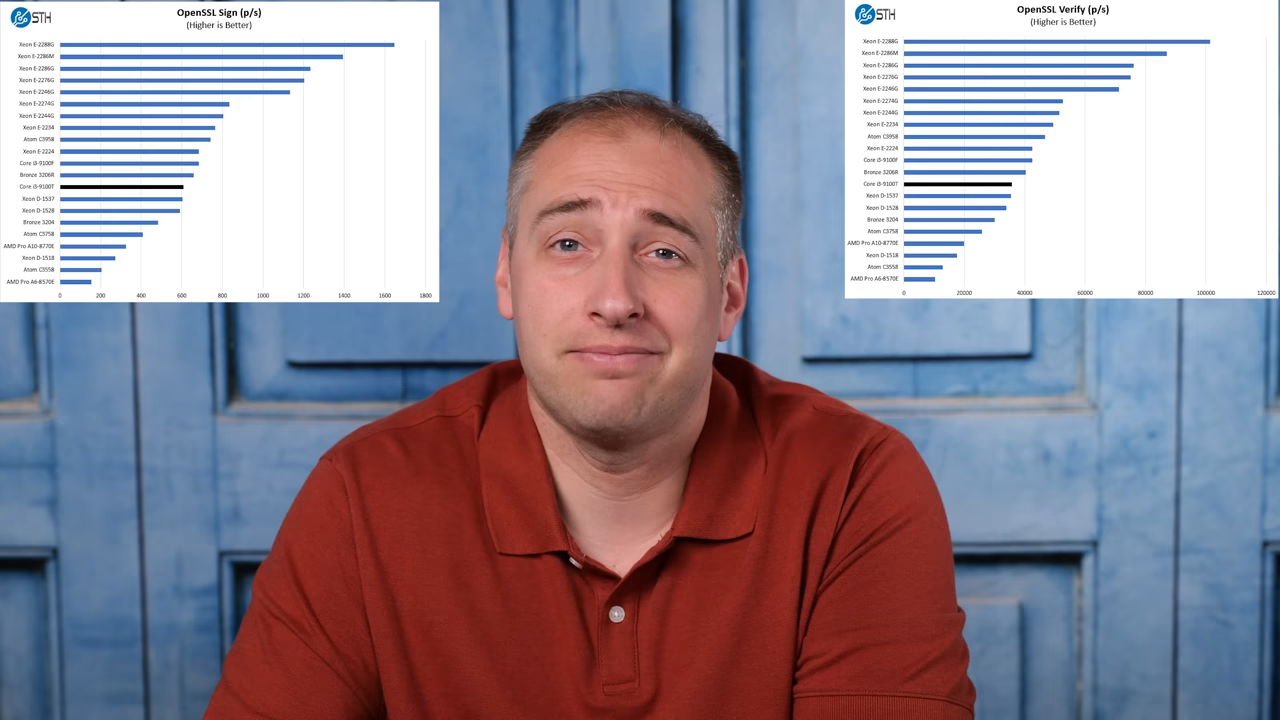 STH
OpenSSL Sign (p/s)
(Higher is Better)
Xeon E-2288G
Xeon E-2286M
Xeon E-2286G
Xeon E-2276G
Xeon E-2246G
Xeon E-2274G
Xeon E-2244G
Xeon E-2234
Atom C3958
Xeon E-2224
Core i3-9100F
Bronze 3206R
Core i3-9100T
Xeon D-1537
Xeon D-1528
Bronze 3204
Atom C3758
AMD Pro A10-8770E
Xeon D-1518
Atom C3558
AMD Pro A6-8570E
0 200 400 600 800 1000 1200 1400 1600 1800
STH
OpenSSL Verify (p/s)
(Higher is Better)
Xeon E-2288G
Xeon E-2286M
Xeon E-2286G
Xeon E-2276G
Xeon E-2246G
Xeon E-2274G
Xeon E-2244G
Xeon E-2234
Atom C3958
Xeon E-2224
Core i3-9100F
Bronze 3206R
Core i3-9100T
Xeon D-1537
Xeon D-1528
Bronze 3204
Atom C3758
AMD Pro A10-8770E
Xeon D-1518
Atom C3558
AMD Pro A6-8570E
0 20000 40000 60000 80000 100000 120000